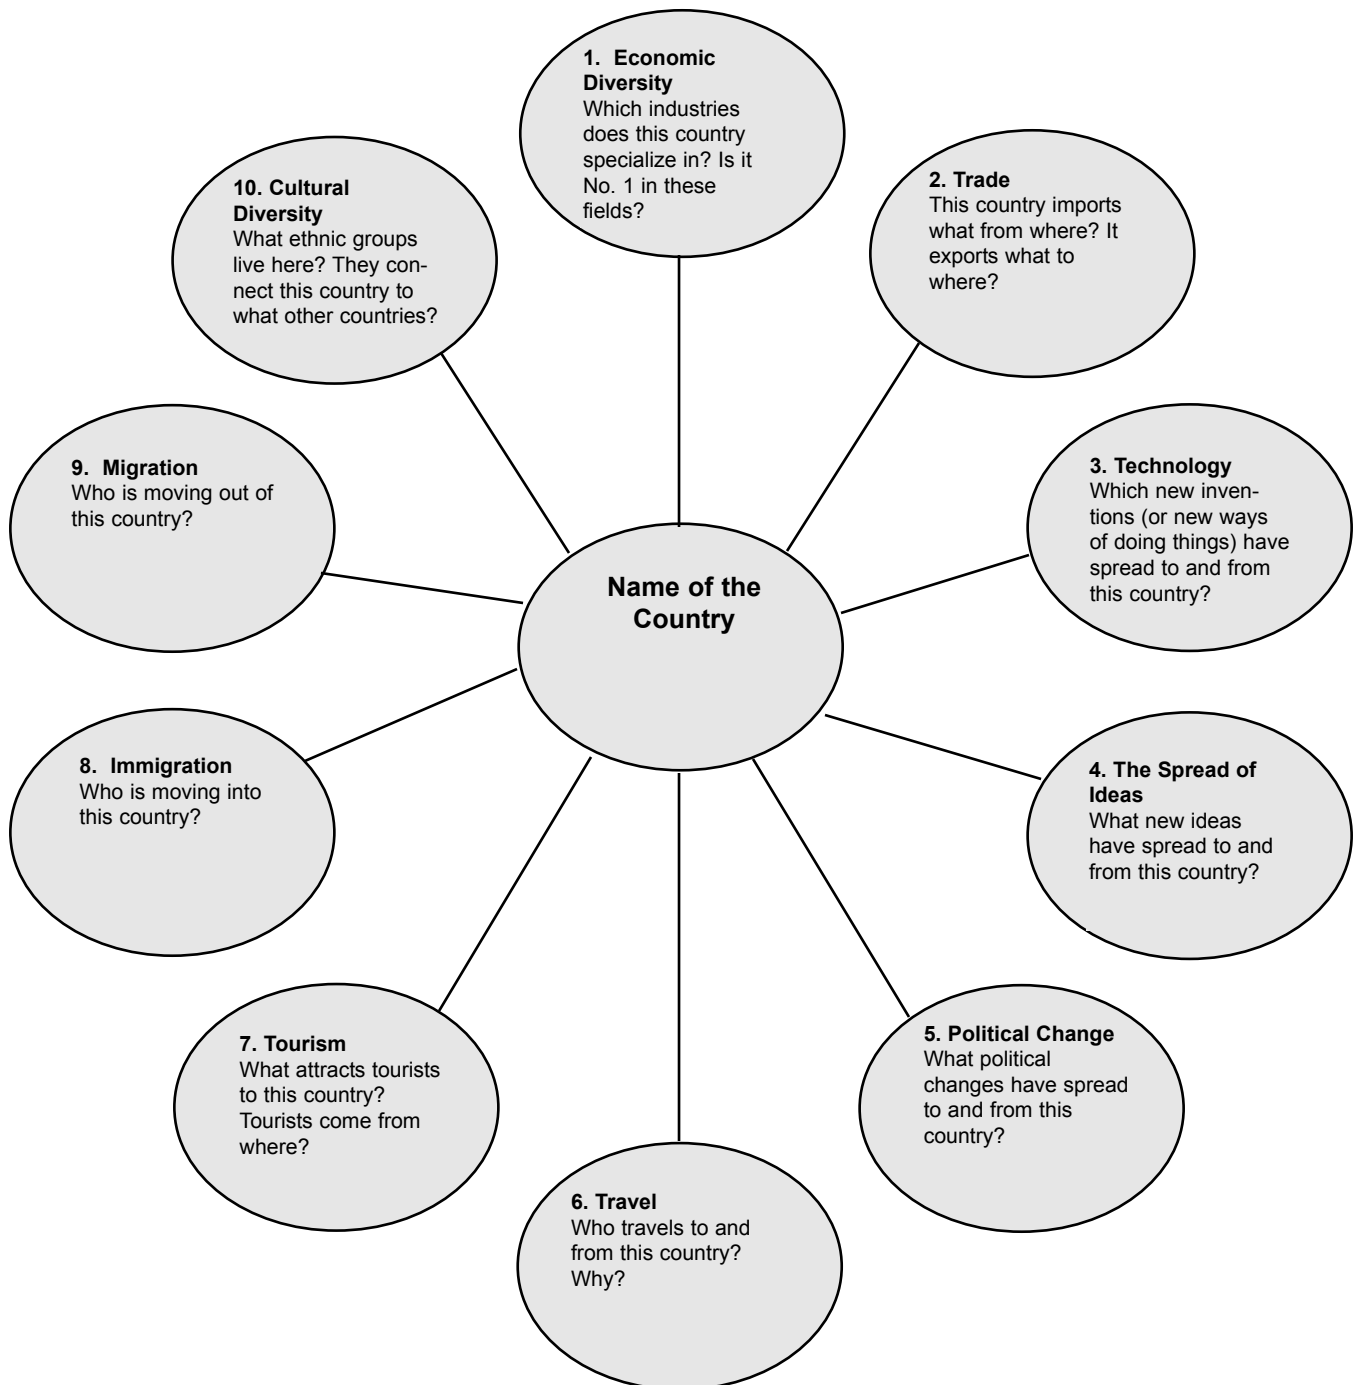 Name of the
Country
1. Economic
Diversity
Which industries
does this country
specialize in? Is it
No. 1 in these
fields?
2. Trade
This country imports
what from where? It
exports what to
where?
3. Technology
Which new inven-
tions (or new ways
of doing things) have
spread to and from
this country?
4. The Spread of
Ideas
What new ideas
have spread to and
from this country?
5. Political Change
What political
changes have spread
to and from this
country?
6. Travel
Who travels to and
from this country?
Why?
7. Tourism
What attracts tourists
to this country?
Tourists come from
where?
8. Immigration
Who is moving into
this country?
9. Migration
Who is moving out of
this country?
10. Cultural
Diversity
What ethnic groups
live here? They con-
nect this country to
what other countries?